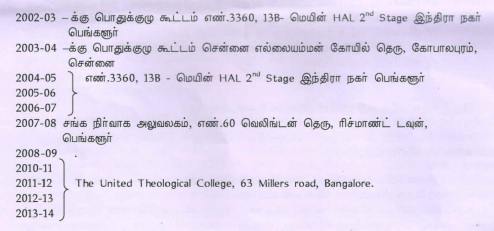 2002-03 –க்கு பொதுக்குழு கூட்டம் எண்.3360, 13B- மெயின் HAL 2nd Stage இந்திரா நகர்
பெங்களூர்
2003-04 –க்கு பொதுக்குழு கூட்டம் சென்னை எல்லையம்மன் கோயில் தெரு, கோபாலபுரம்,
சென்னை
2004-05 எண்.3360, 13B - மெயின் HAL 2nd Stage இந்திரா நகர் பெங்களூர்
2005-06
2006-07
2007-08 சங்க நிர்வாக அலுவலகம், எண்.60 வெலிங்டன் தெரு, ரிச்மாண்ட் டவுன்,
பெங்களூர்
2008-09 .
2010-11
2011-12 The United Theological College, 63 Millers road, Bangalore.
2012-13
2013-14